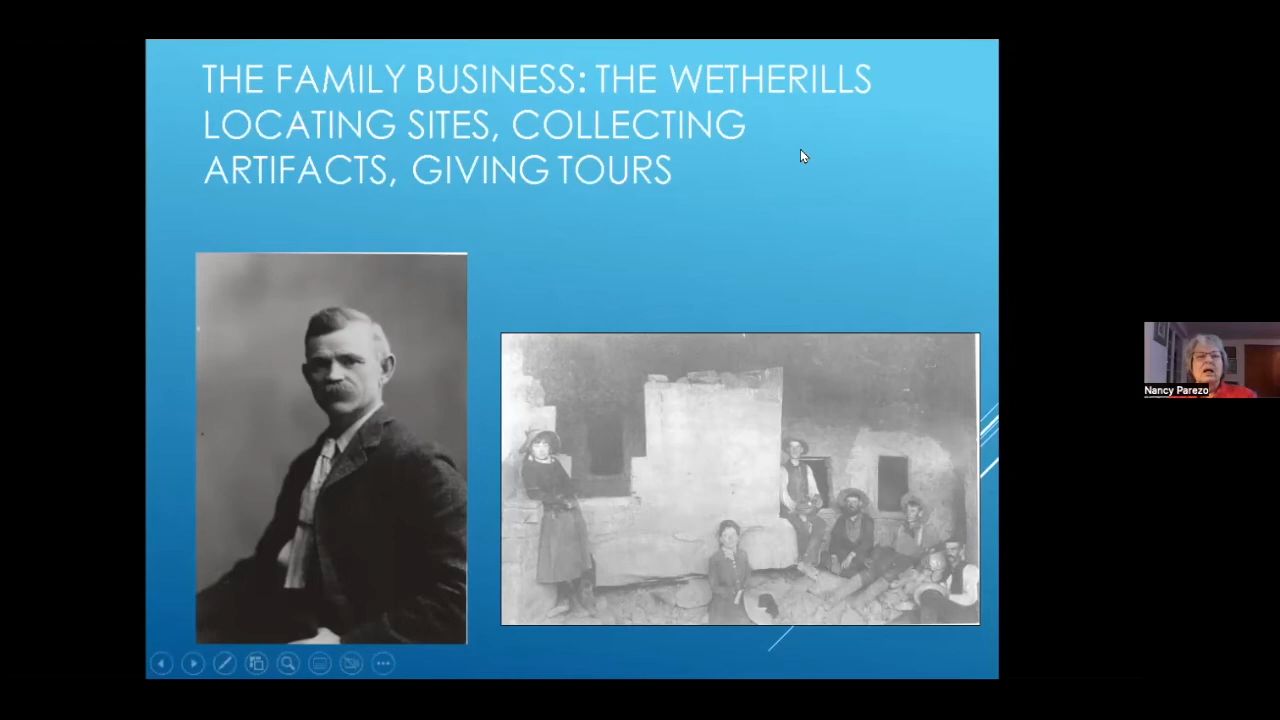 THE FAMILY BUSINESS: THE WETHERILLS
LOCATING SITES, COLLECTING
ARTIFACTS, GIVING TOURS
Nancy Parezo